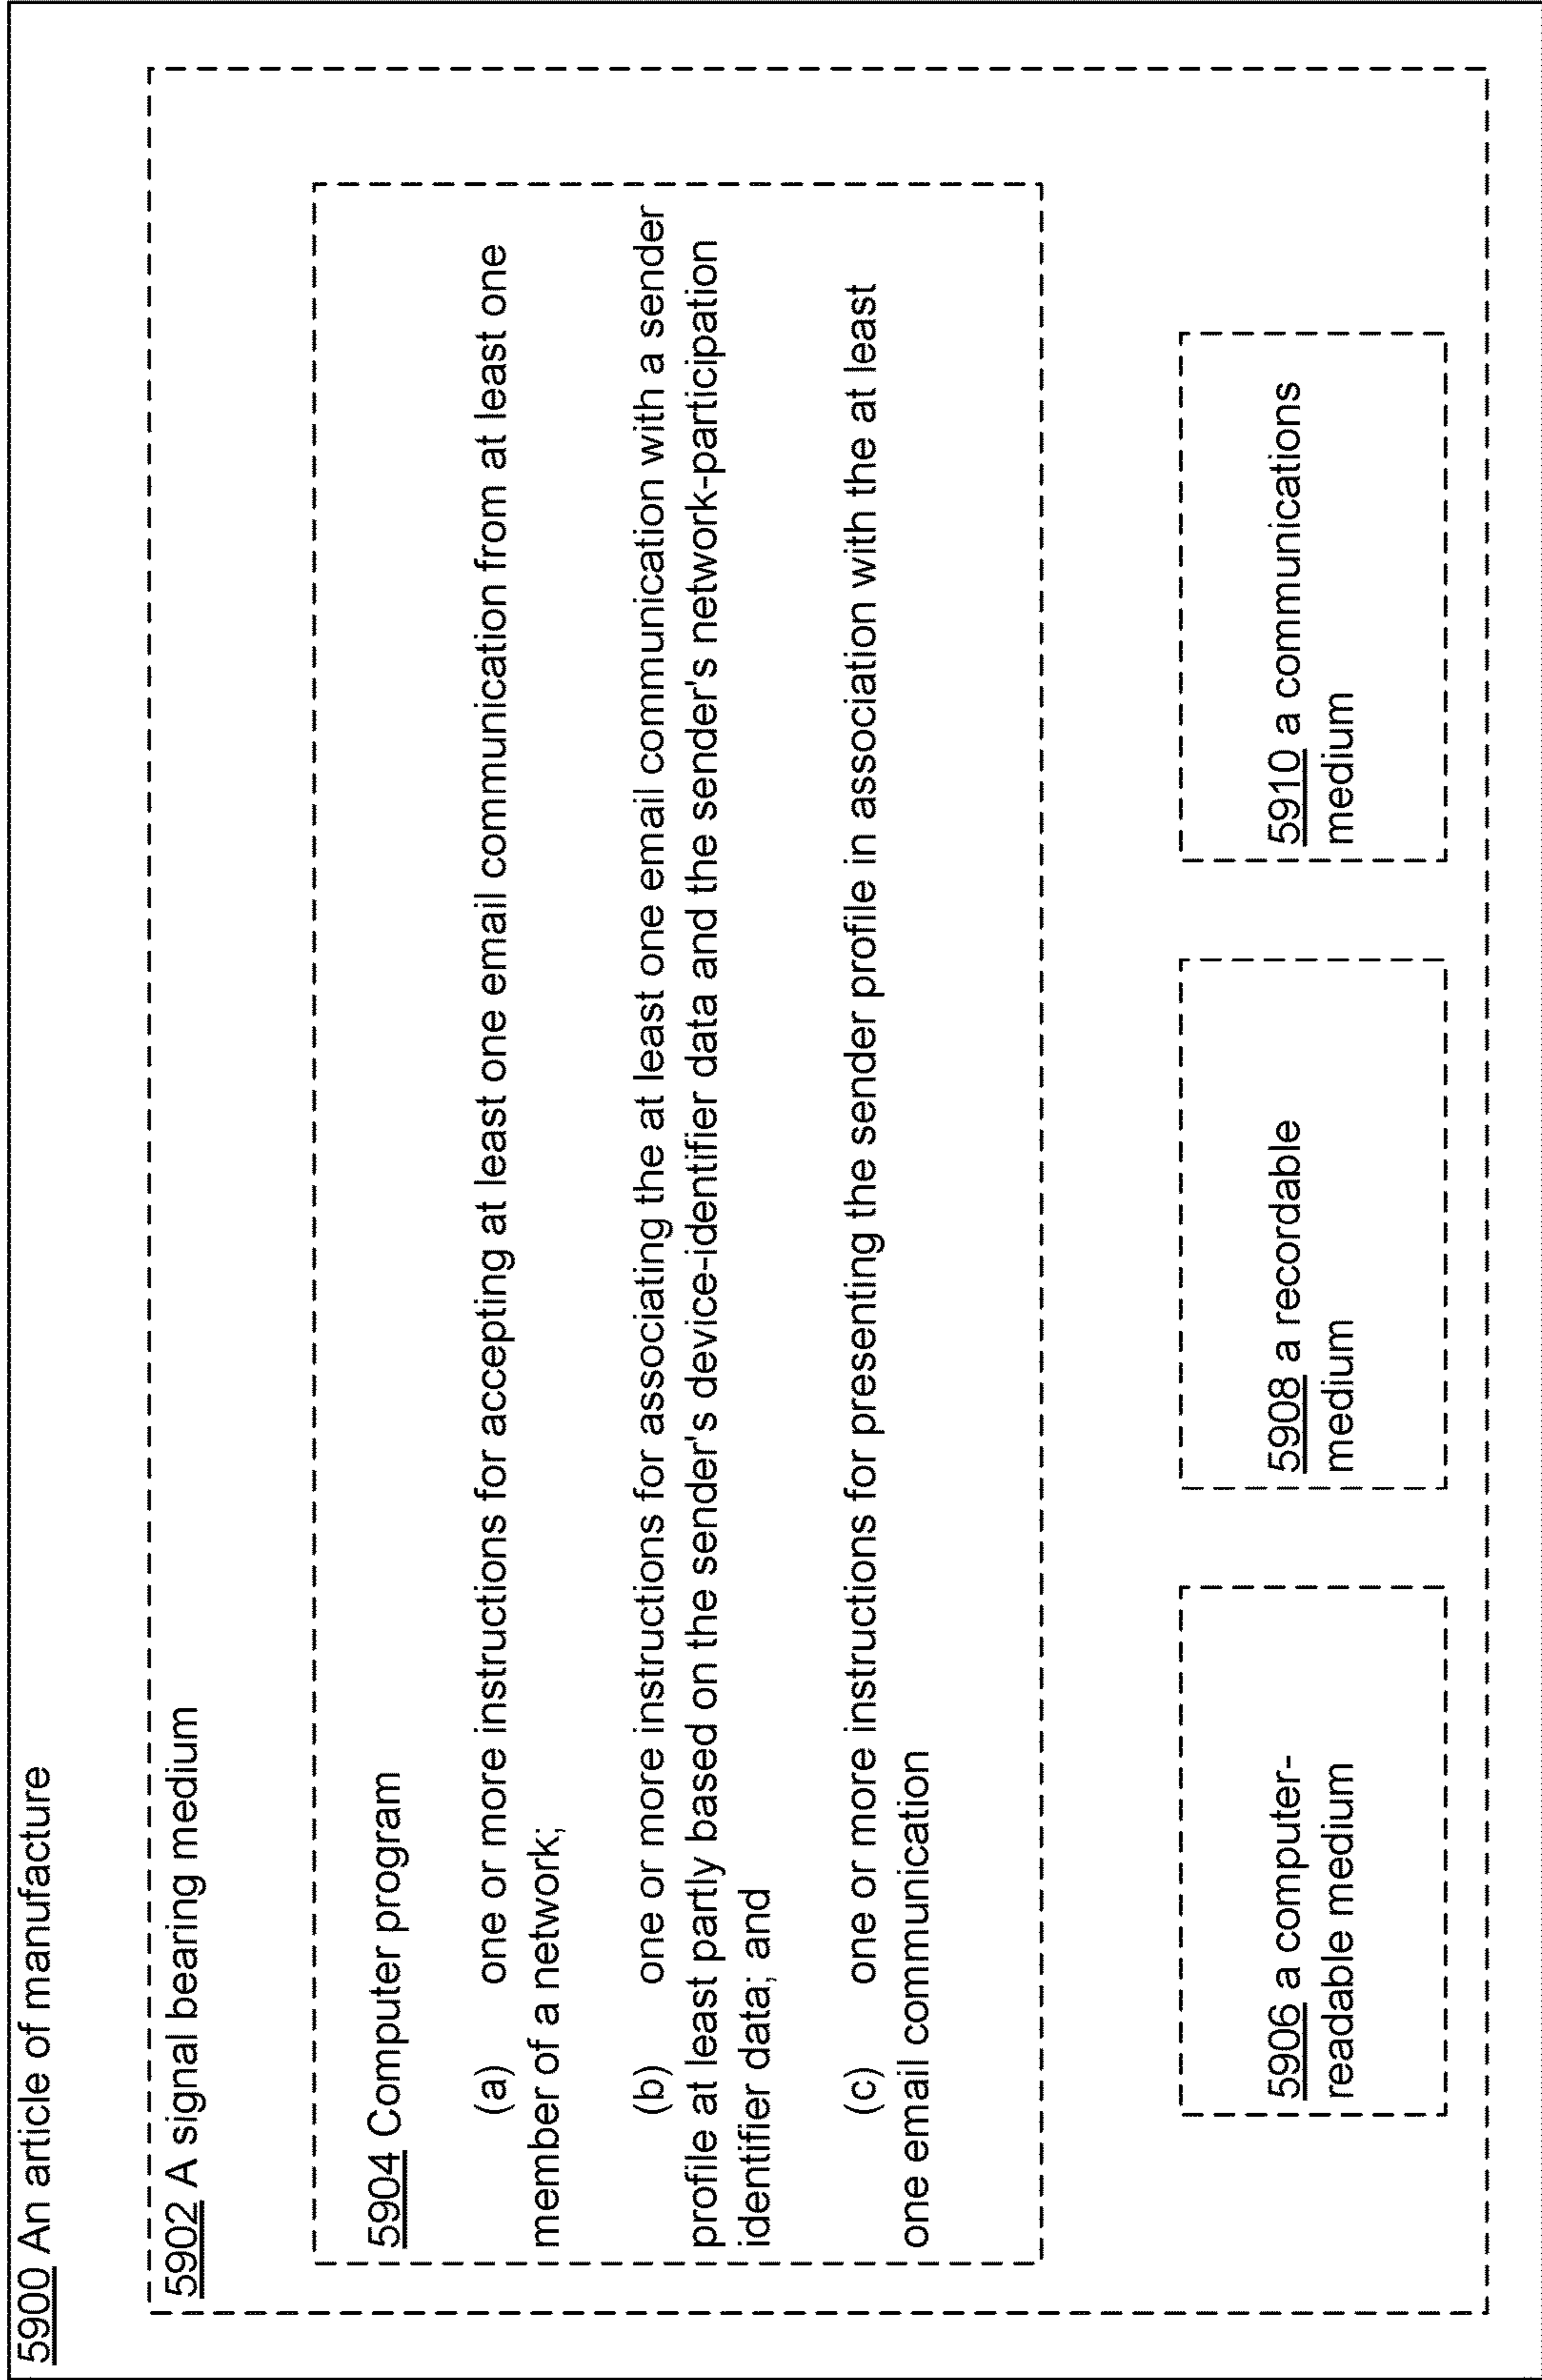 5900 An article of manufacture
5902 A signal bearing medium
5904 Computer program
(a) one or more instructions for accepting at least one email communication from at least one
member of a network;
(b) one or more instructions for associating the at least one email communication with a sender
profile at least partly based on the sender's device-identifier data and the sender's network-participation
identifier data; and
(c) one or more instructions for presenting the sender profile in association with the at least
one email communication
5906 a computer-
readable medium
5908 a recordable
medium
5910 a communications
medium